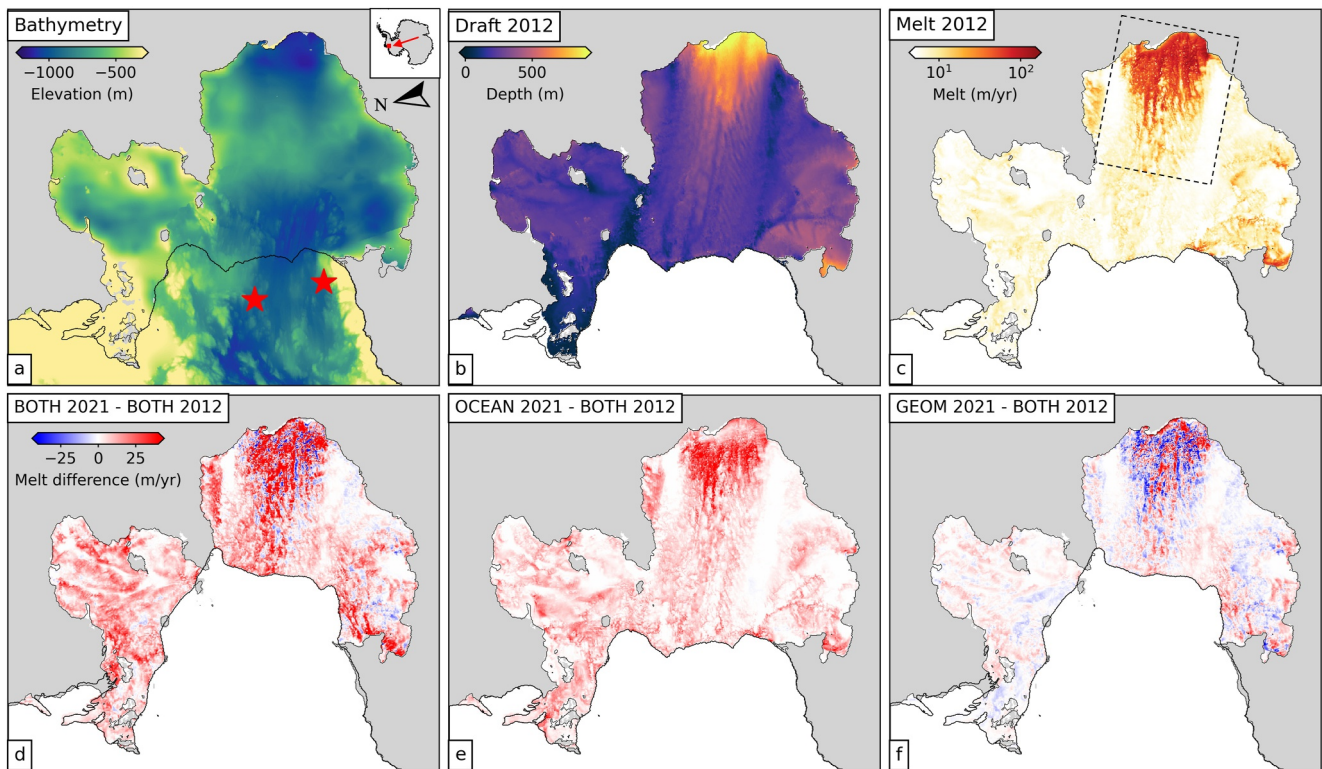 Bathymetry
−1000 −500
Elevation (m)
N
a
Draft 2012
0 500
Depth (m)
b
Melt 2012
10¹ 10²
Melt (m/yr)
c
BOTH 2021 - BOTH 2012
−25 0 25
Melt difference (m/yr)
d
OCEAN 2021 - BOTH 2012
e
GEOM 2021 - BOTH 2012
f